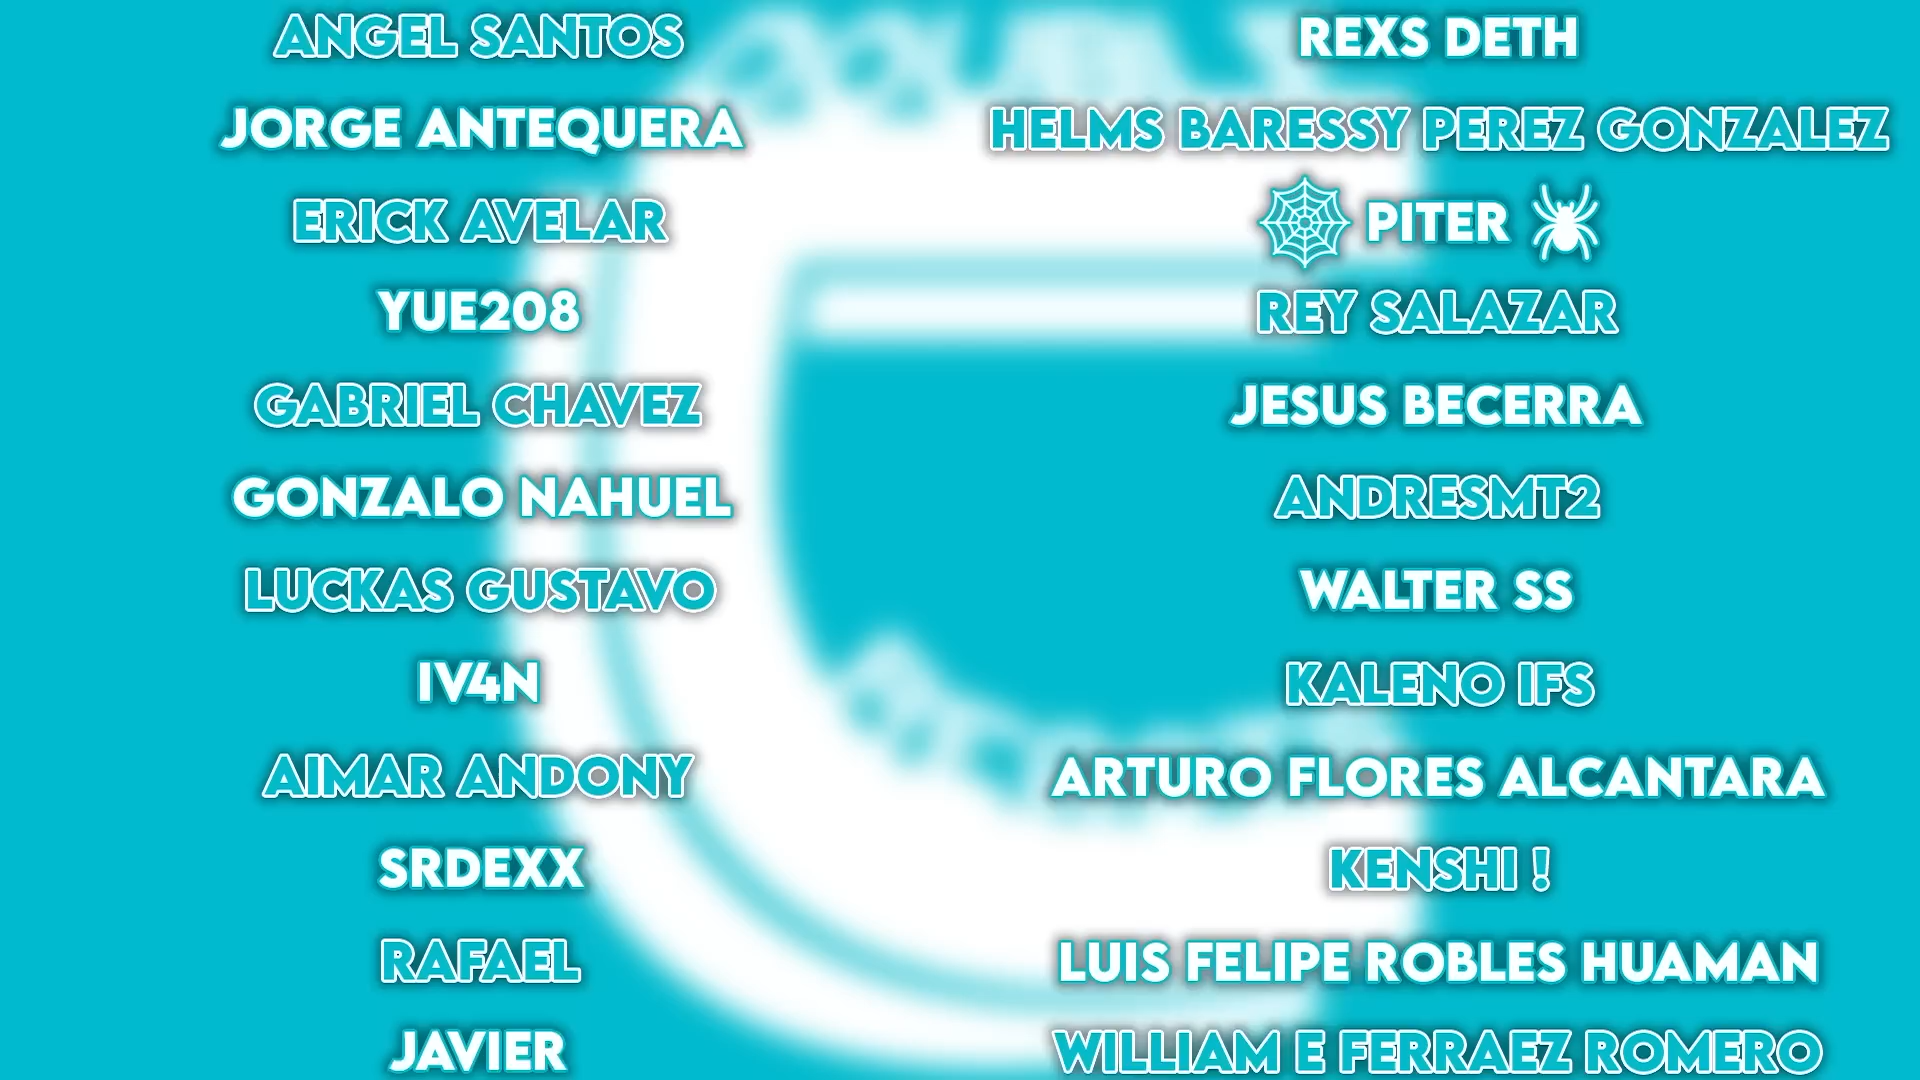 ANGEL SANTOS
JORGE ANTEQUERA
ERICK AVELAR
YUE208
GABRIEL CHAVEZ
GONZALO NAHUEL
LUCKAS GUSTAVO
IV4N
AIMAR ANDONY
SRDEXX
RAFAEL
JAVIER
REXS DETH
HELMS BARESSY PEREZ GONZALEZ
🕸 PITER 🕷
REY SALAZAR
JESUS BECERRA
ANDRESMT2
WALTER SS
KALENO IFS
ARTURO FLORES ALCANTARA
KENSHI !
LUIS FELIPE ROBLES HUAMAN
WILLIAM E FERRAEZ ROMERO